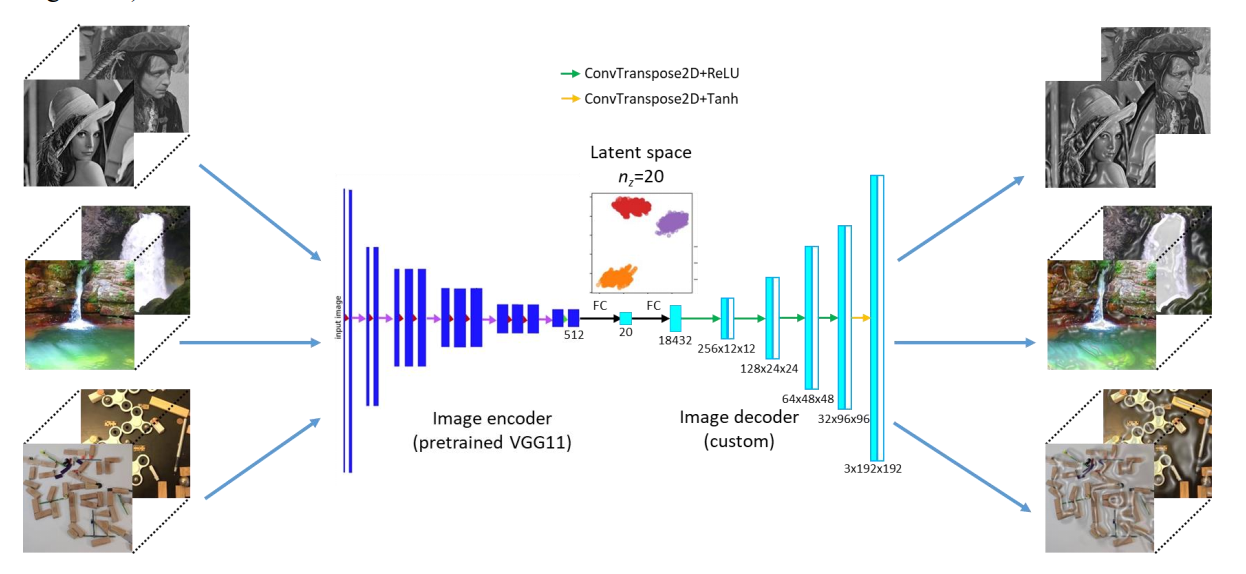 ConvTranspose2D+ReLU
ConvTranspose2D+Tanh
Latent space
n_z=20
input image
FC
FC
512
20
18432
256x12x12
128x24x24
64x48x48
32x96x96
3x192x192
Image encoder
(pretrained VGG11)
Image decoder
(custom)